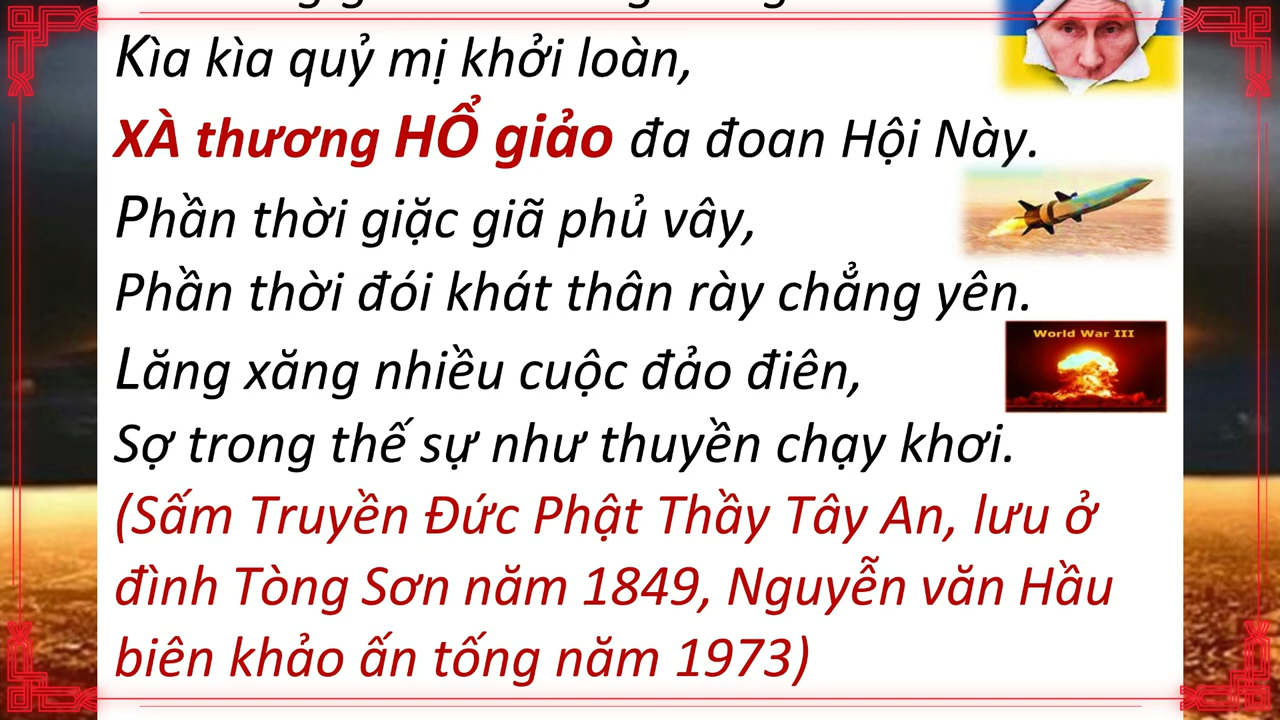 Kìa kìa quỷ mị khởi loàn,
XÀ thương HỔ giảo đa đoan Hội Này.
Phần thời giặc giã phủ vây,
Phần thời đói khát thân rày chẳng yên.
World War III
Lăng xăng nhiều cuộc đảo điên,
Sợ trong thế sự như thuyền chạy khơi.
(Sấm Truyền Đức Phật Thầy Tây An, lưu ở
đình Tòng Sơn năm 1849, Nguyễn văn Hầu
biên khảo ấn tống năm 1973)